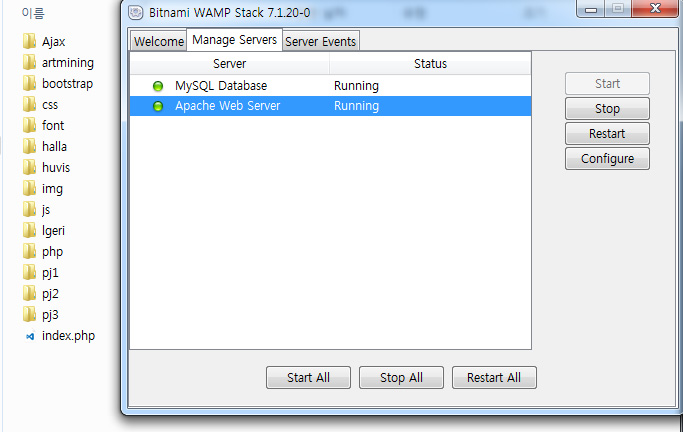 이름
Ajax
artmining
bootstrap
css
font
halla
huvis
img
js
lgeri
php
pj1
pj2
pj3
index.php
Bitnami WAMP Stack 7.1.20-0
Welcome Manage Servers Server Events
Server Status
MySQL Database Running
Apache Web Server Running
Start
Stop
Restart
Configure
Start All Stop All Restart All